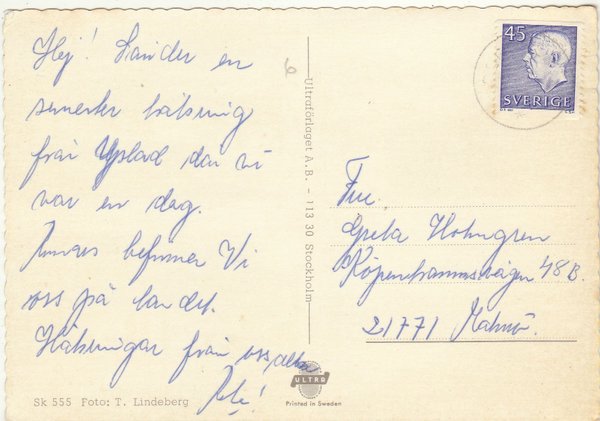 Hej! Sänder en
semester hälsning
från Ystad där vi
var en dag.
Annars befinner Vi
oss på landet.
Hälsningar från oss alla
Ultraförlaget A.B. - 113 30 Stockholm
45
SVERIGE
Fru.
Greta Holmgren
Köpenhamnsvägen 48 B.
21771 Malmö.
ULTRA
Printed in Sweden
Sk 555 Foto: T. Lindeberg